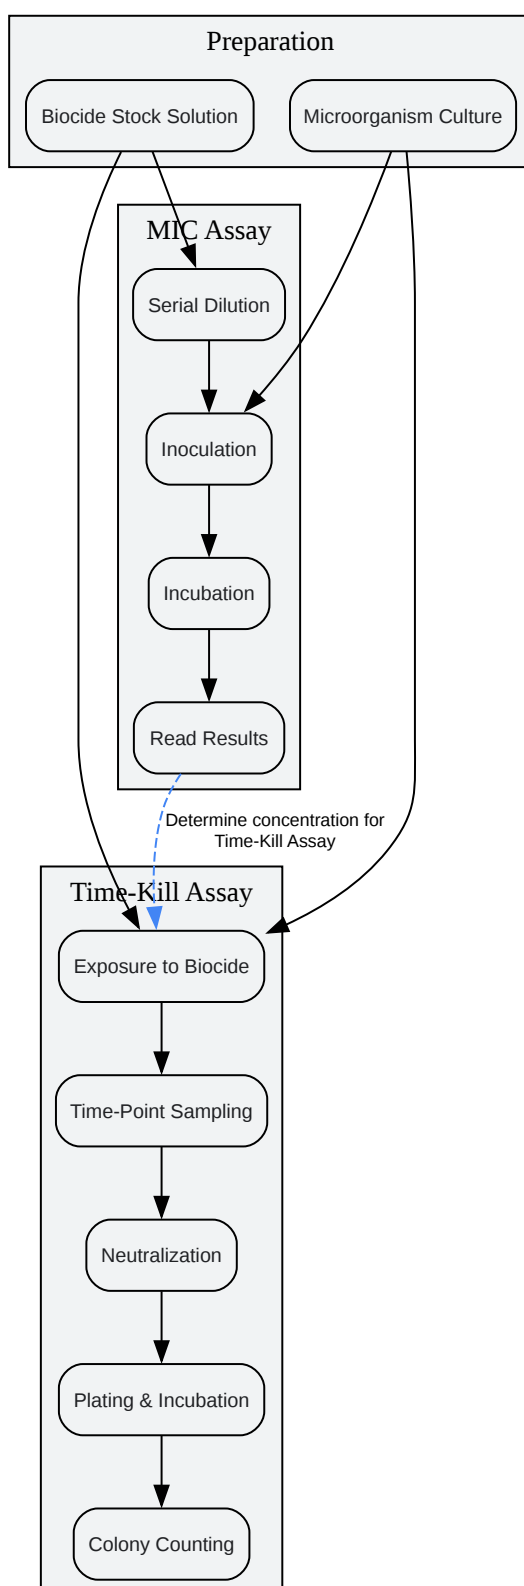 Preparation
Biocide Stock Solution
Microorganism Culture
MIC Assay
Serial Dilution
Inoculation
Incubation
Read Results
Determine concentration for
Time-Kill Assay
Time-Kill Assay
Exposure to Biocide
Time-Point Sampling
Neutralization
Plating & Incubation
Colony Counting